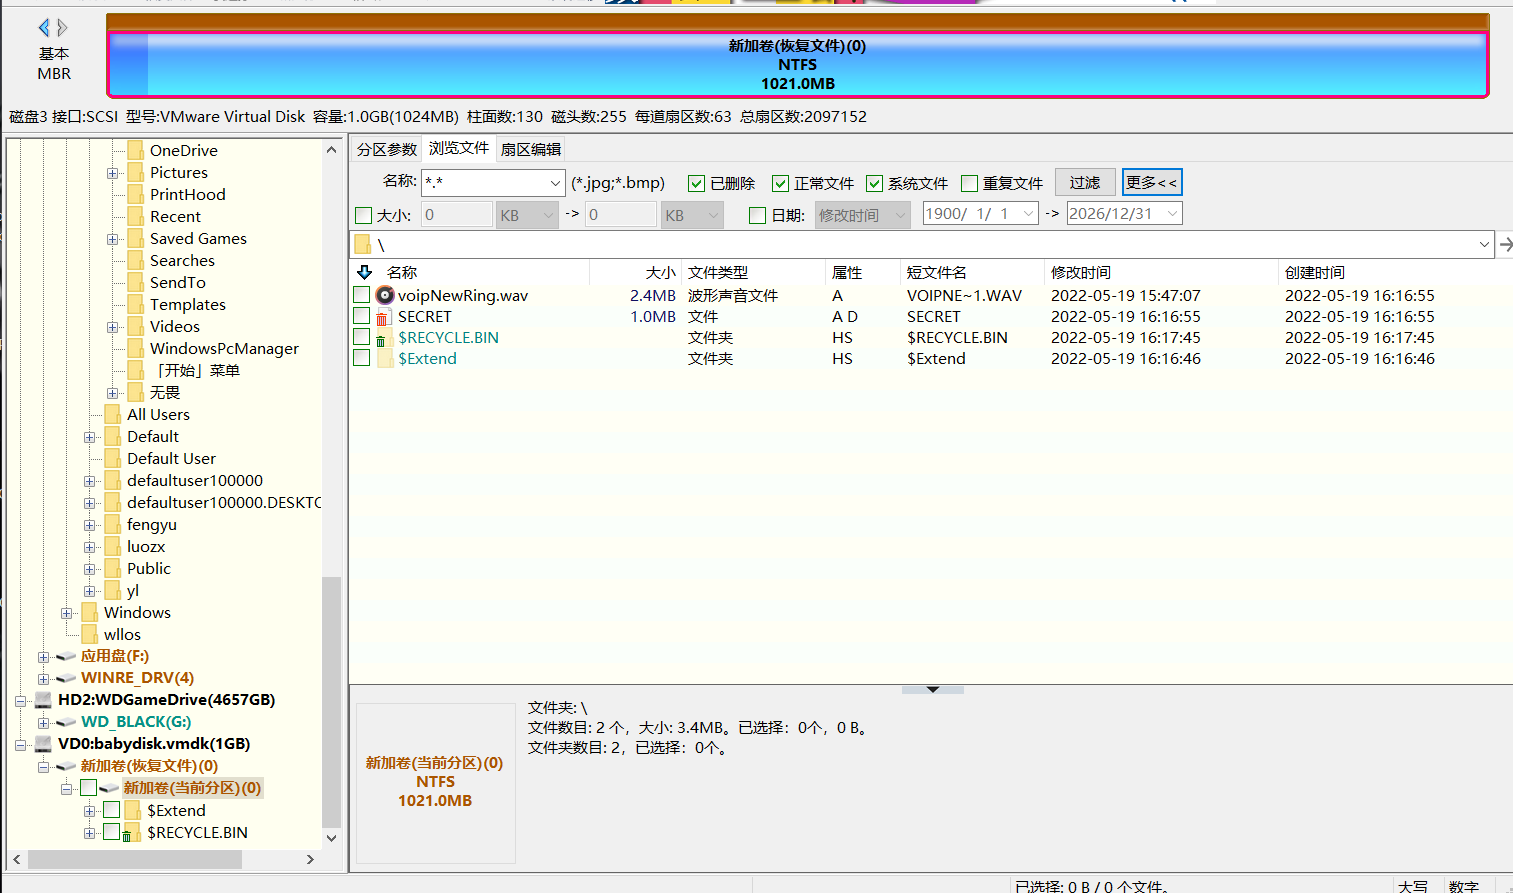 基本
MBR
新加卷(恢复文件)(0)
NTFS
1021.0MB
磁盘3 接口:SCSI 型号:VMware Virtual Disk 容量:1.0GB(1024MB) 柱面数:130 磁头数:255 每道扇区数:63 总扇区数:2097152
OneDrive
Pictures
PrintHood
Recent
Saved Games
Searches
SendTo
Templates
Videos
WindowsPcManager
「开始」菜单
无畏
All Users
Default
Default User
defaultuser100000
defaultuser100000.DESKTO
fengyu
luozx
Public
yl
Windows
wllos
应用盘(F:)
WINRE_DRV(4)
HD2:WDGameDrive(4657GB)
WD_BLACK(G:)
VD0:babydisk.vmdk(1GB)
新加卷(恢复文件)(0)
新加卷(当前分区)(0)
$Extend
$RECYCLE.BIN
分区参数 浏览文件 扇区编辑
名称: *.* (*.jpg;*.bmp) 已删除 正常文件 系统文件 重复文件 过滤 更多<<
大小: 0 KB -> 0 KB 日期: 修改时间 1900/ 1/ 1 -> 2026/12/31
\
名称 大小 文件类型 属性 短文件名 修改时间 创建时间
voipNewRing.wav 2.4MB 波形声音文件 A VOIPNE~1.WAV 2022-05-19 15:47:07 2022-05-19 16:16:55
SECRET 1.0MB 文件 A D SECRET 2022-05-19 16:16:55 2022-05-19 16:16:55
$RECYCLE.BIN 文件夹 HS $RECYCLE.BIN 2022-05-19 16:17:45 2022-05-19 16:17:45
$Extend 文件夹 HS $Extend 2022-05-19 16:16:46 2022-05-19 16:16:46
新加卷(当前分区)(0)
NTFS
1021.0MB
文件夹: \
文件数目: 2 个，大小: 3.4MB。已选择：0个，0 B。
文件夹数目: 2，已选择：0个。
已选择: 0 B / 0 个文件。 大写 数字